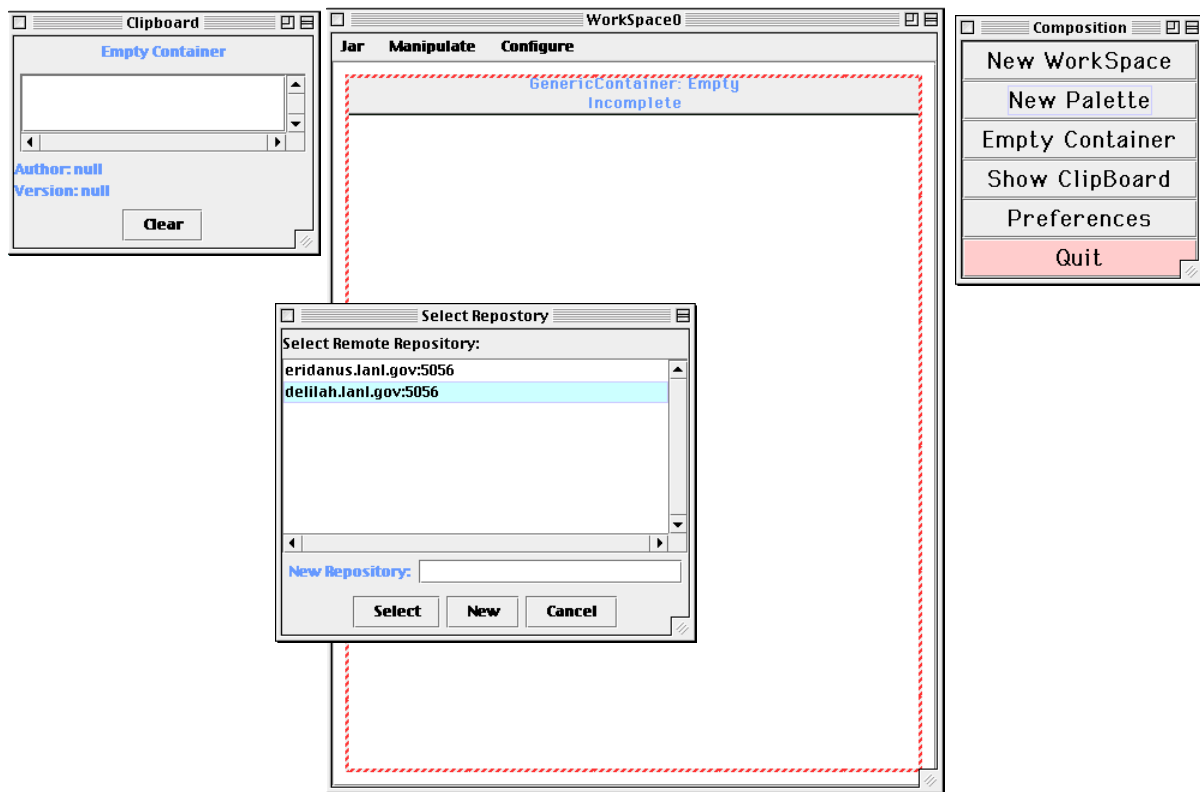 Clipboard
Empty Container
Author: null
Version: null
Clear
WorkSpace0
Jar Manipulate Configure
GenericContainer: Empty
Incomplete
Select Repostory
Select Remote Repository:
eridanus.lanl.gov:5056
delilah.lanl.gov:5056
New Repository:
Select New Cancel
Composition
New WorkSpace
New Palette
Empty Container
Show ClipBoard
Preferences
Quit